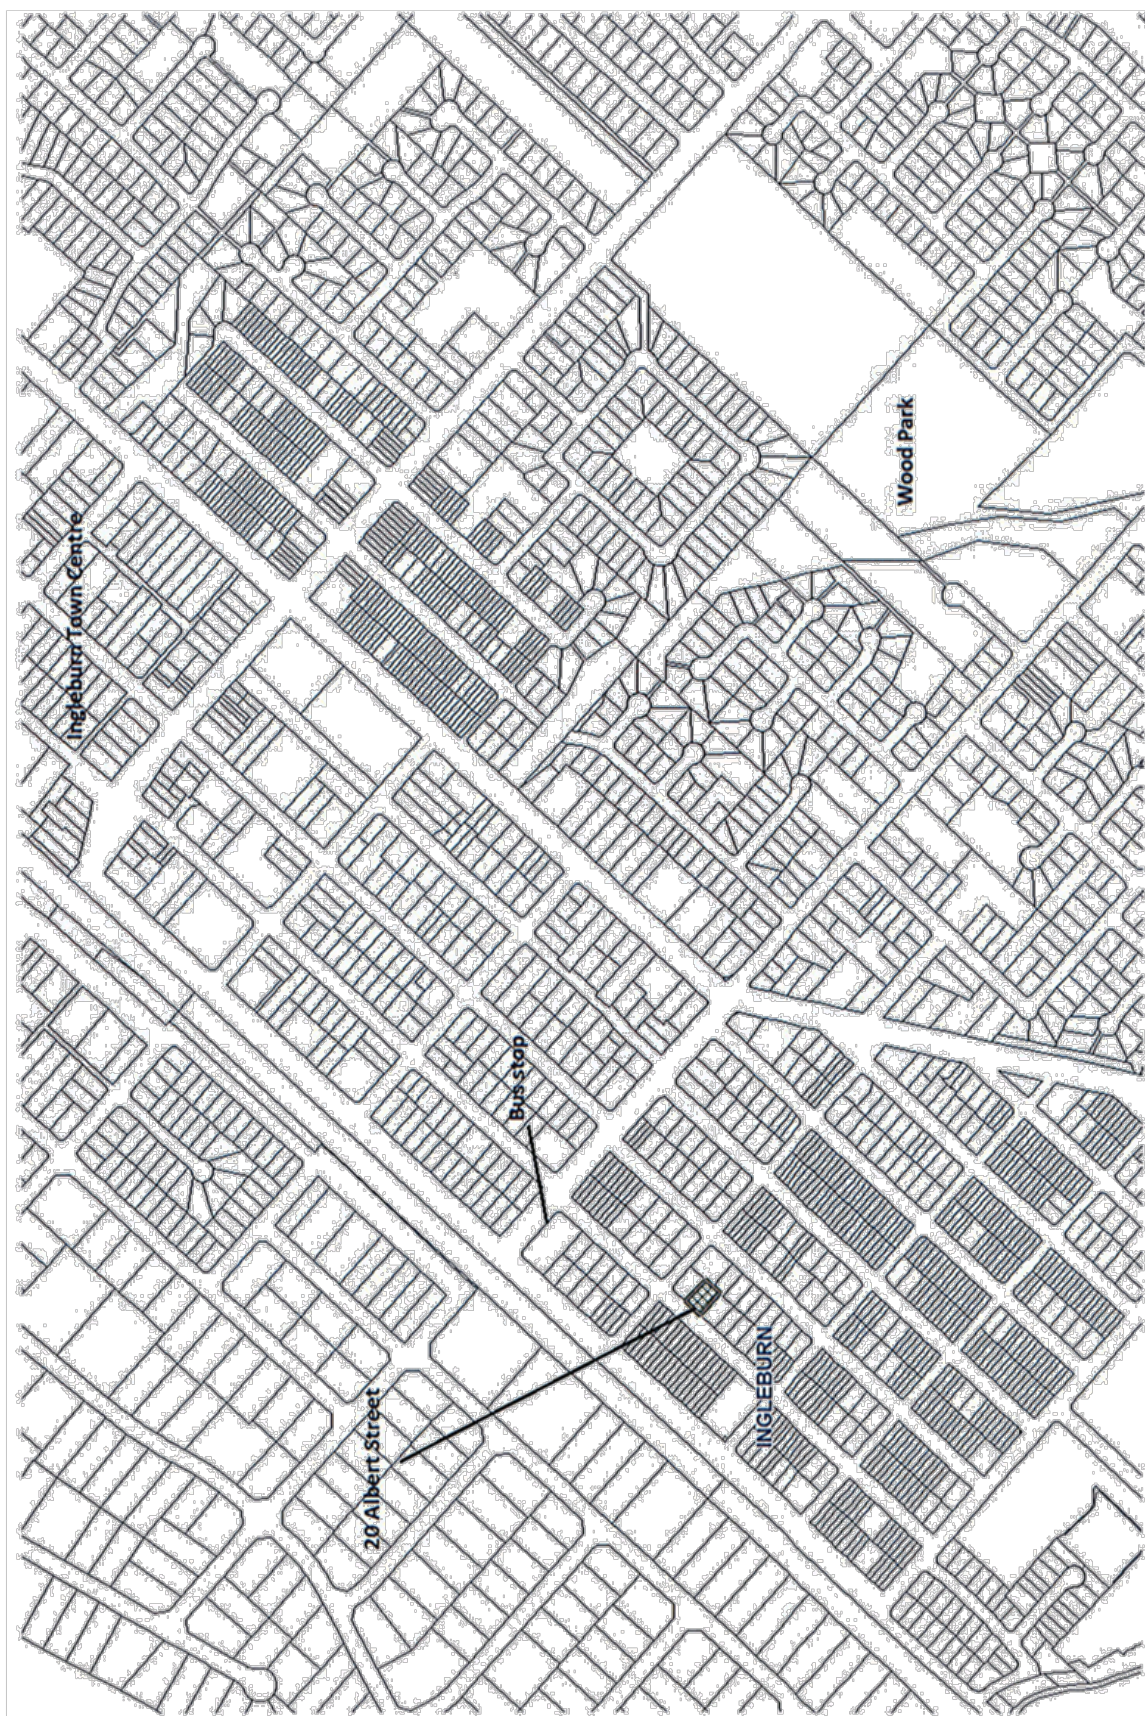 Ingleburn Town Centre
Wood Park
Bus stop
20 Albert Street
INGLEBURN